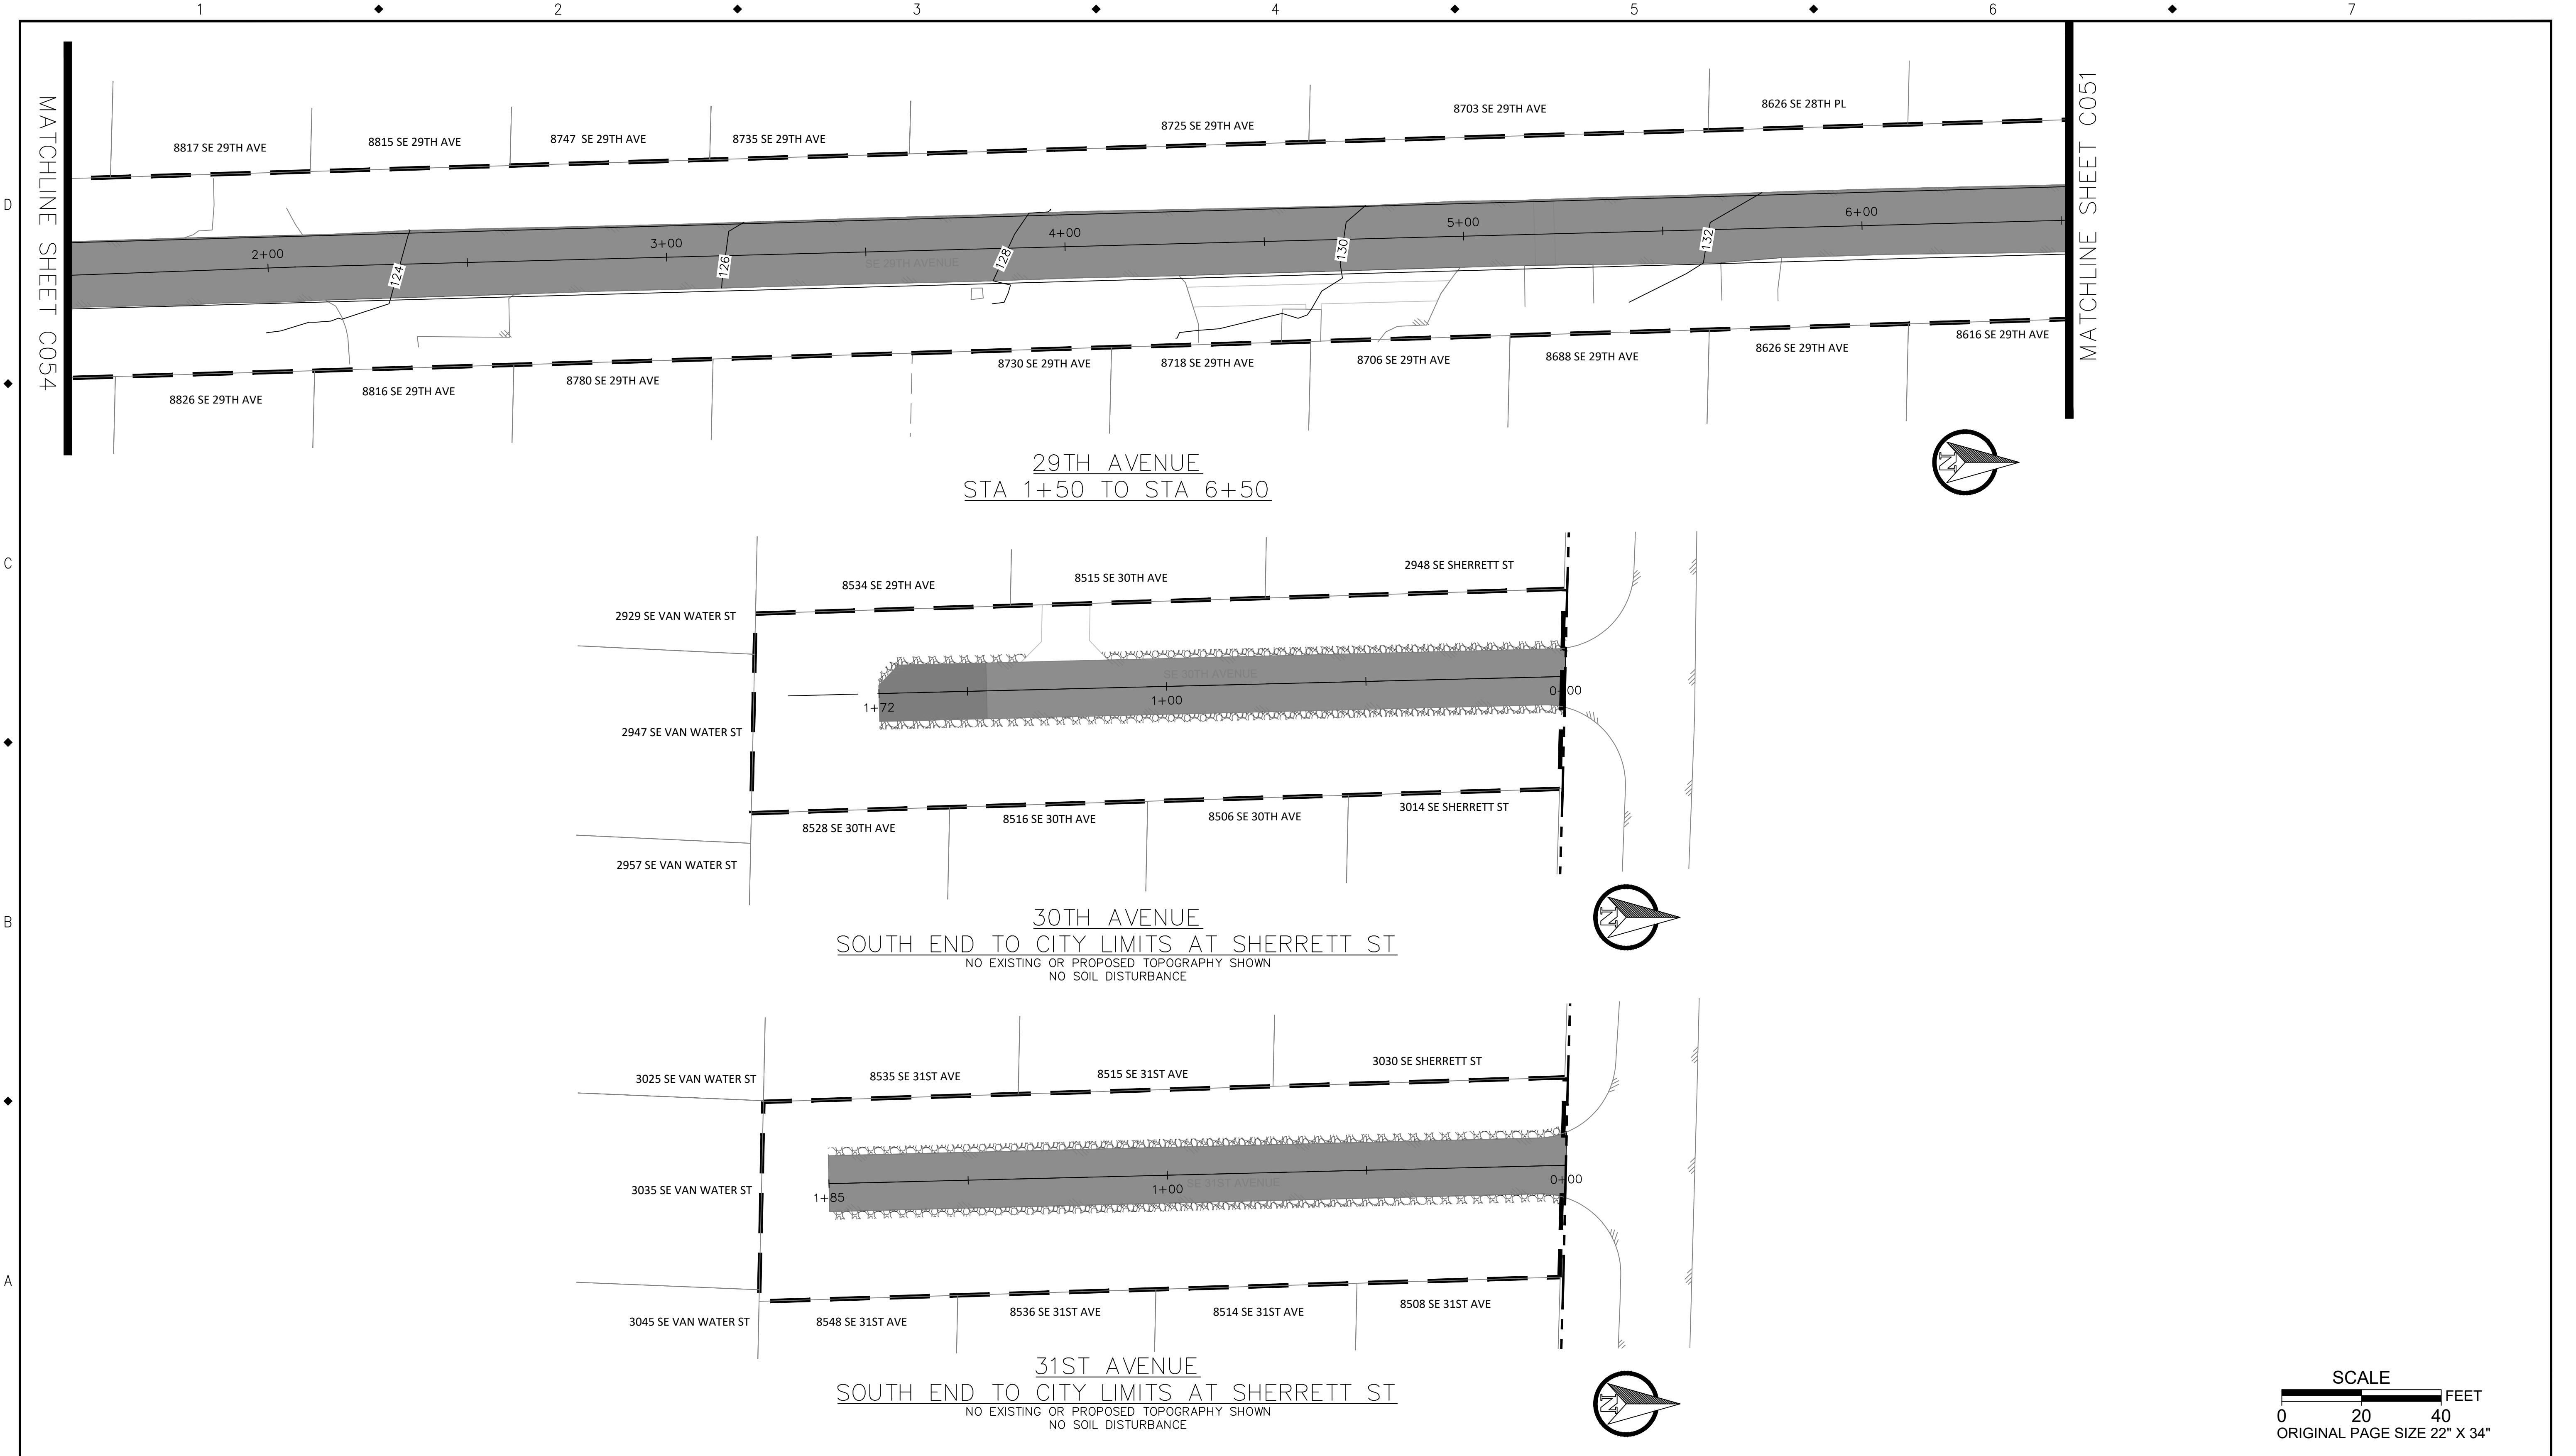 1 2 3 4 5 6 7
D
C
B
A
MATCHLINE SHEET C054
MATCHLINE SHEET C051
8817 SE 29TH AVE
8815 SE 29TH AVE
8747 SE 29TH AVE
8735 SE 29TH AVE
8725 SE 29TH AVE
8703 SE 29TH AVE
8626 SE 28TH PL
2+00
3+00
4+00
5+00
6+00
124
126
128
130
132
SE 29TH AVENUE
8826 SE 29TH AVE
8816 SE 29TH AVE
8780 SE 29TH AVE
8730 SE 29TH AVE
8718 SE 29TH AVE
8706 SE 29TH AVE
8688 SE 29TH AVE
8626 SE 29TH AVE
8616 SE 29TH AVE
29TH AVENUE
STA 1+50 TO STA 6+50
N
8534 SE 29TH AVE
8515 SE 30TH AVE
2948 SE SHERRETT ST
2929 SE VAN WATER ST
SE 30TH AVENUE
1+72
1+00
0+00
2947 SE VAN WATER ST
2957 SE VAN WATER ST
8528 SE 30TH AVE
8516 SE 30TH AVE
8506 SE 30TH AVE
3014 SE SHERRETT ST
30TH AVENUE
SOUTH END TO CITY LIMITS AT SHERRETT ST
NO EXISTING OR PROPOSED TOPOGRAPHY SHOWN
NO SOIL DISTURBANCE
N
3025 SE VAN WATER ST
8535 SE 31ST AVE
8515 SE 31ST AVE
3030 SE SHERRETT ST
3035 SE VAN WATER ST
1+85
1+00
SE 31ST AVENUE
0+00
3045 SE VAN WATER ST
8548 SE 31ST AVE
8536 SE 31ST AVE
8514 SE 31ST AVE
8508 SE 31ST AVE
31ST AVENUE
SOUTH END TO CITY LIMITS AT SHERRETT ST
NO EXISTING OR PROPOSED TOPOGRAPHY SHOWN
NO SOIL DISTURBANCE
N
SCALE
FEET
0 20 40
ORIGINAL PAGE SIZE 22" X 34"